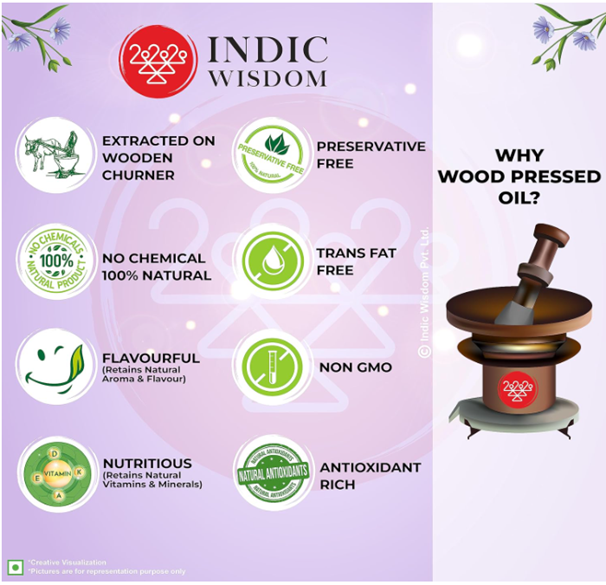 INDIC
WISDOM
EXTRACTED ON
WOODEN
CHURNER
PRESERVATIVE FREE
100% NATURAL
PRESERVATIVE
FREE
WHY
WOOD PRESSED
OIL?
NO CHEMICALS
100%
NATURAL PRODUCT
NO CHEMICAL
100% NATURAL
TRANS FAT
FREE
© Indic Wisdom Pvt. Ltd.
FLAVOURFUL
(Retains Natural
Aroma & Flavour)
NON GMO
D
E
VITAMIN
K
A
NUTRITIOUS
(Retains Natural
Vitamins & Minerals)
NATURAL ANTIOXIDANTS
NATURAL ANTIOXIDANTS
NATURAL ANTIOXIDANTS
ANTIOXIDANT
RICH
*Creative Visualization
*Pictures are for representation purpose only